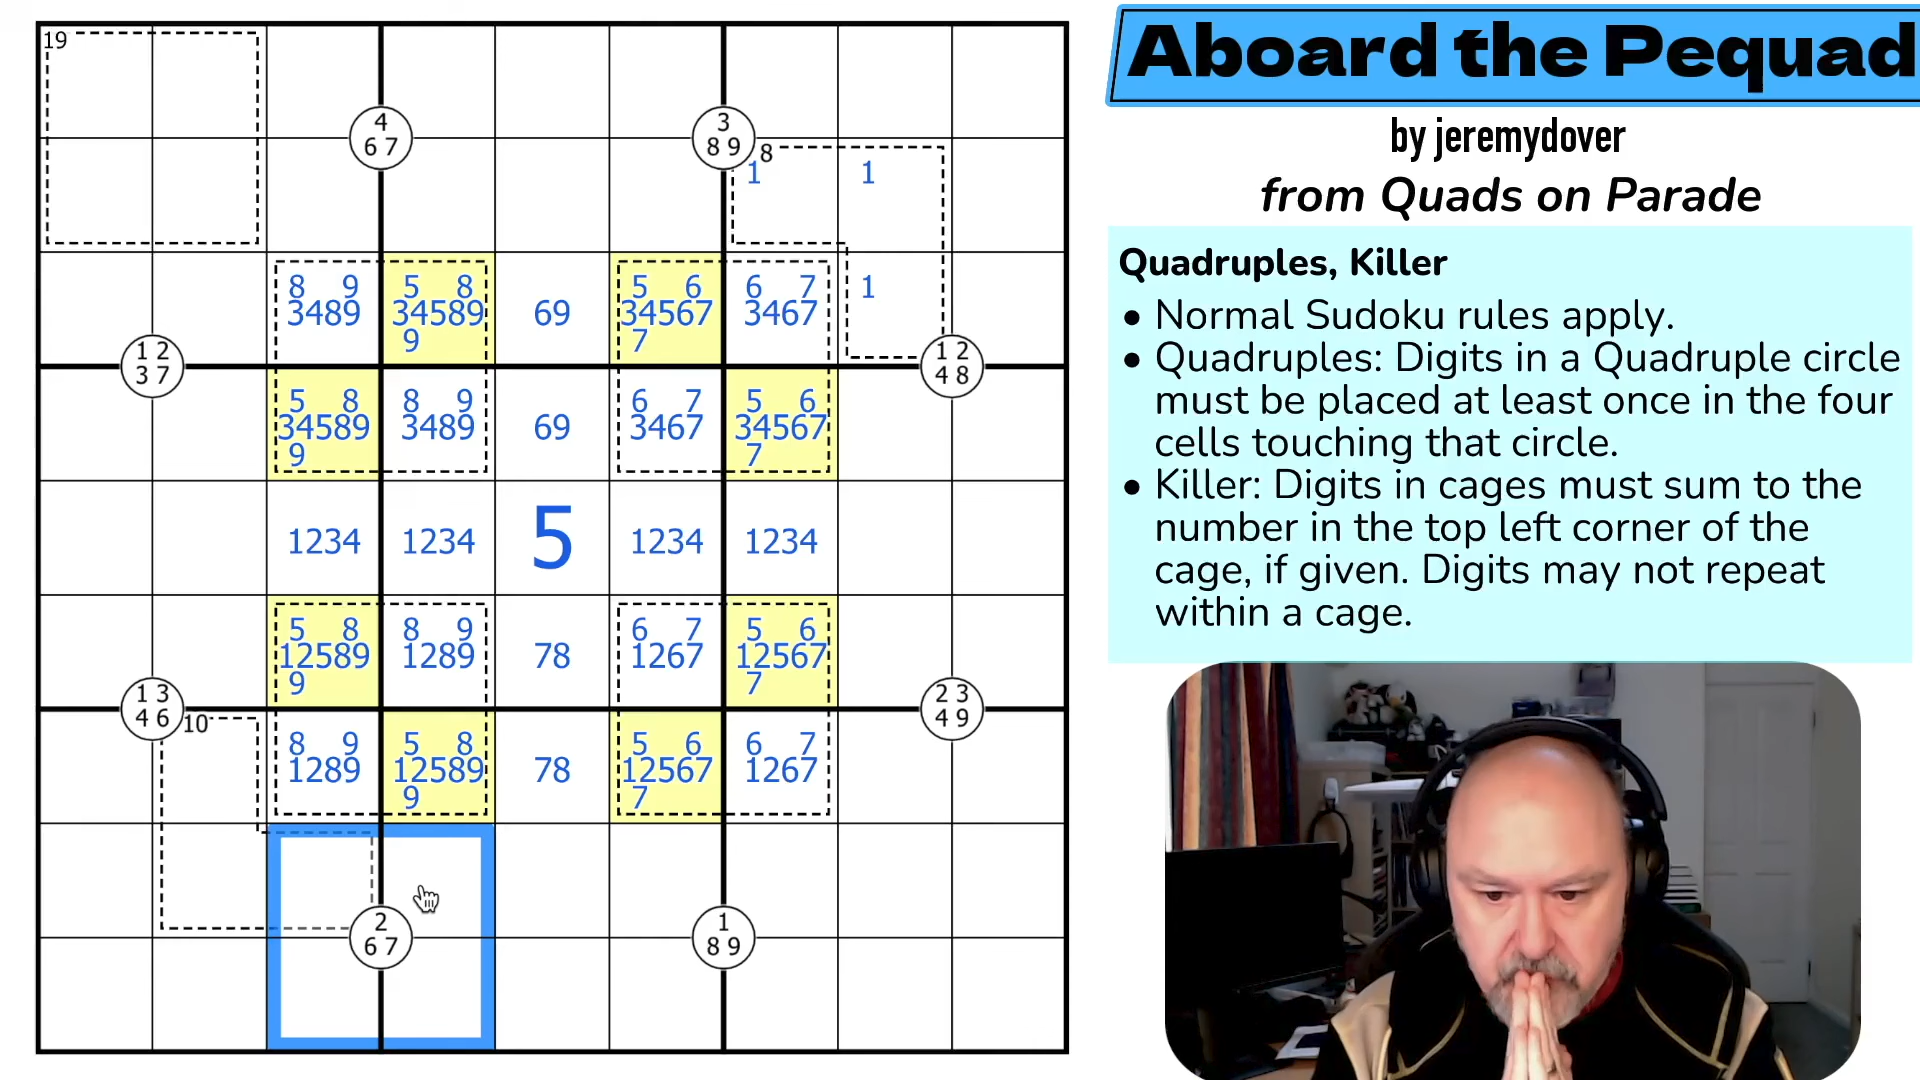 Aboard the Pequad
by jeremydover
from Quads on Parade
Quadruples, Killer
• Normal Sudoku rules apply.
• Quadruples: Digits in a Quadruple circle
must be placed at least once in the four
cells touching that circle.
• Killer: Digits in cages must sum to the
number in the top left corner of the
cage, if given. Digits may not repeat
within a cage.
19
4
6 7
3
8 9
8
1 1
8 9 5 8 5 6 6 7 1
3489 34589 69 34567 3467
9 7
1 2
3 7
1 2
4 8
5 8 8 9 6 7 5 6
34589 3489 69 3467 34567
9 7
1234 1234 5 1234 1234
5 8 8 9 6 7 5 6
12589 1289 78 1267 12567
9 7
1 3
4 6
10
2 3
4 9
8 9 5 8 5 6 6 7
1289 12589 78 12567 1267
9 7
2
6 7
1
8 9